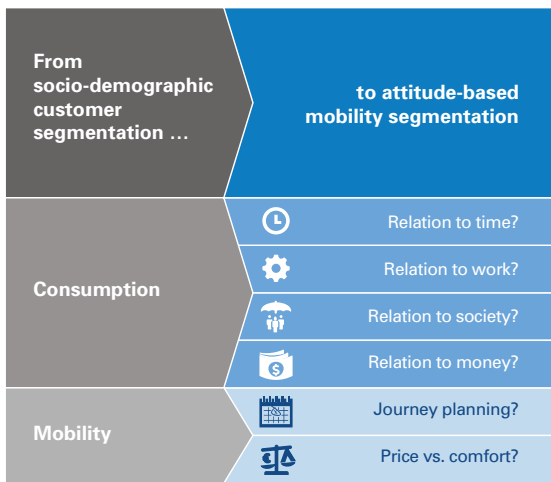 From
socio-demographic
customer
segmentation …
to attitude-based
mobility segmentation
Consumption
Relation to time?
Relation to work?
Relation to society?
$
Relation to money?
Mobility
Journey planning?
Price vs. comfort?